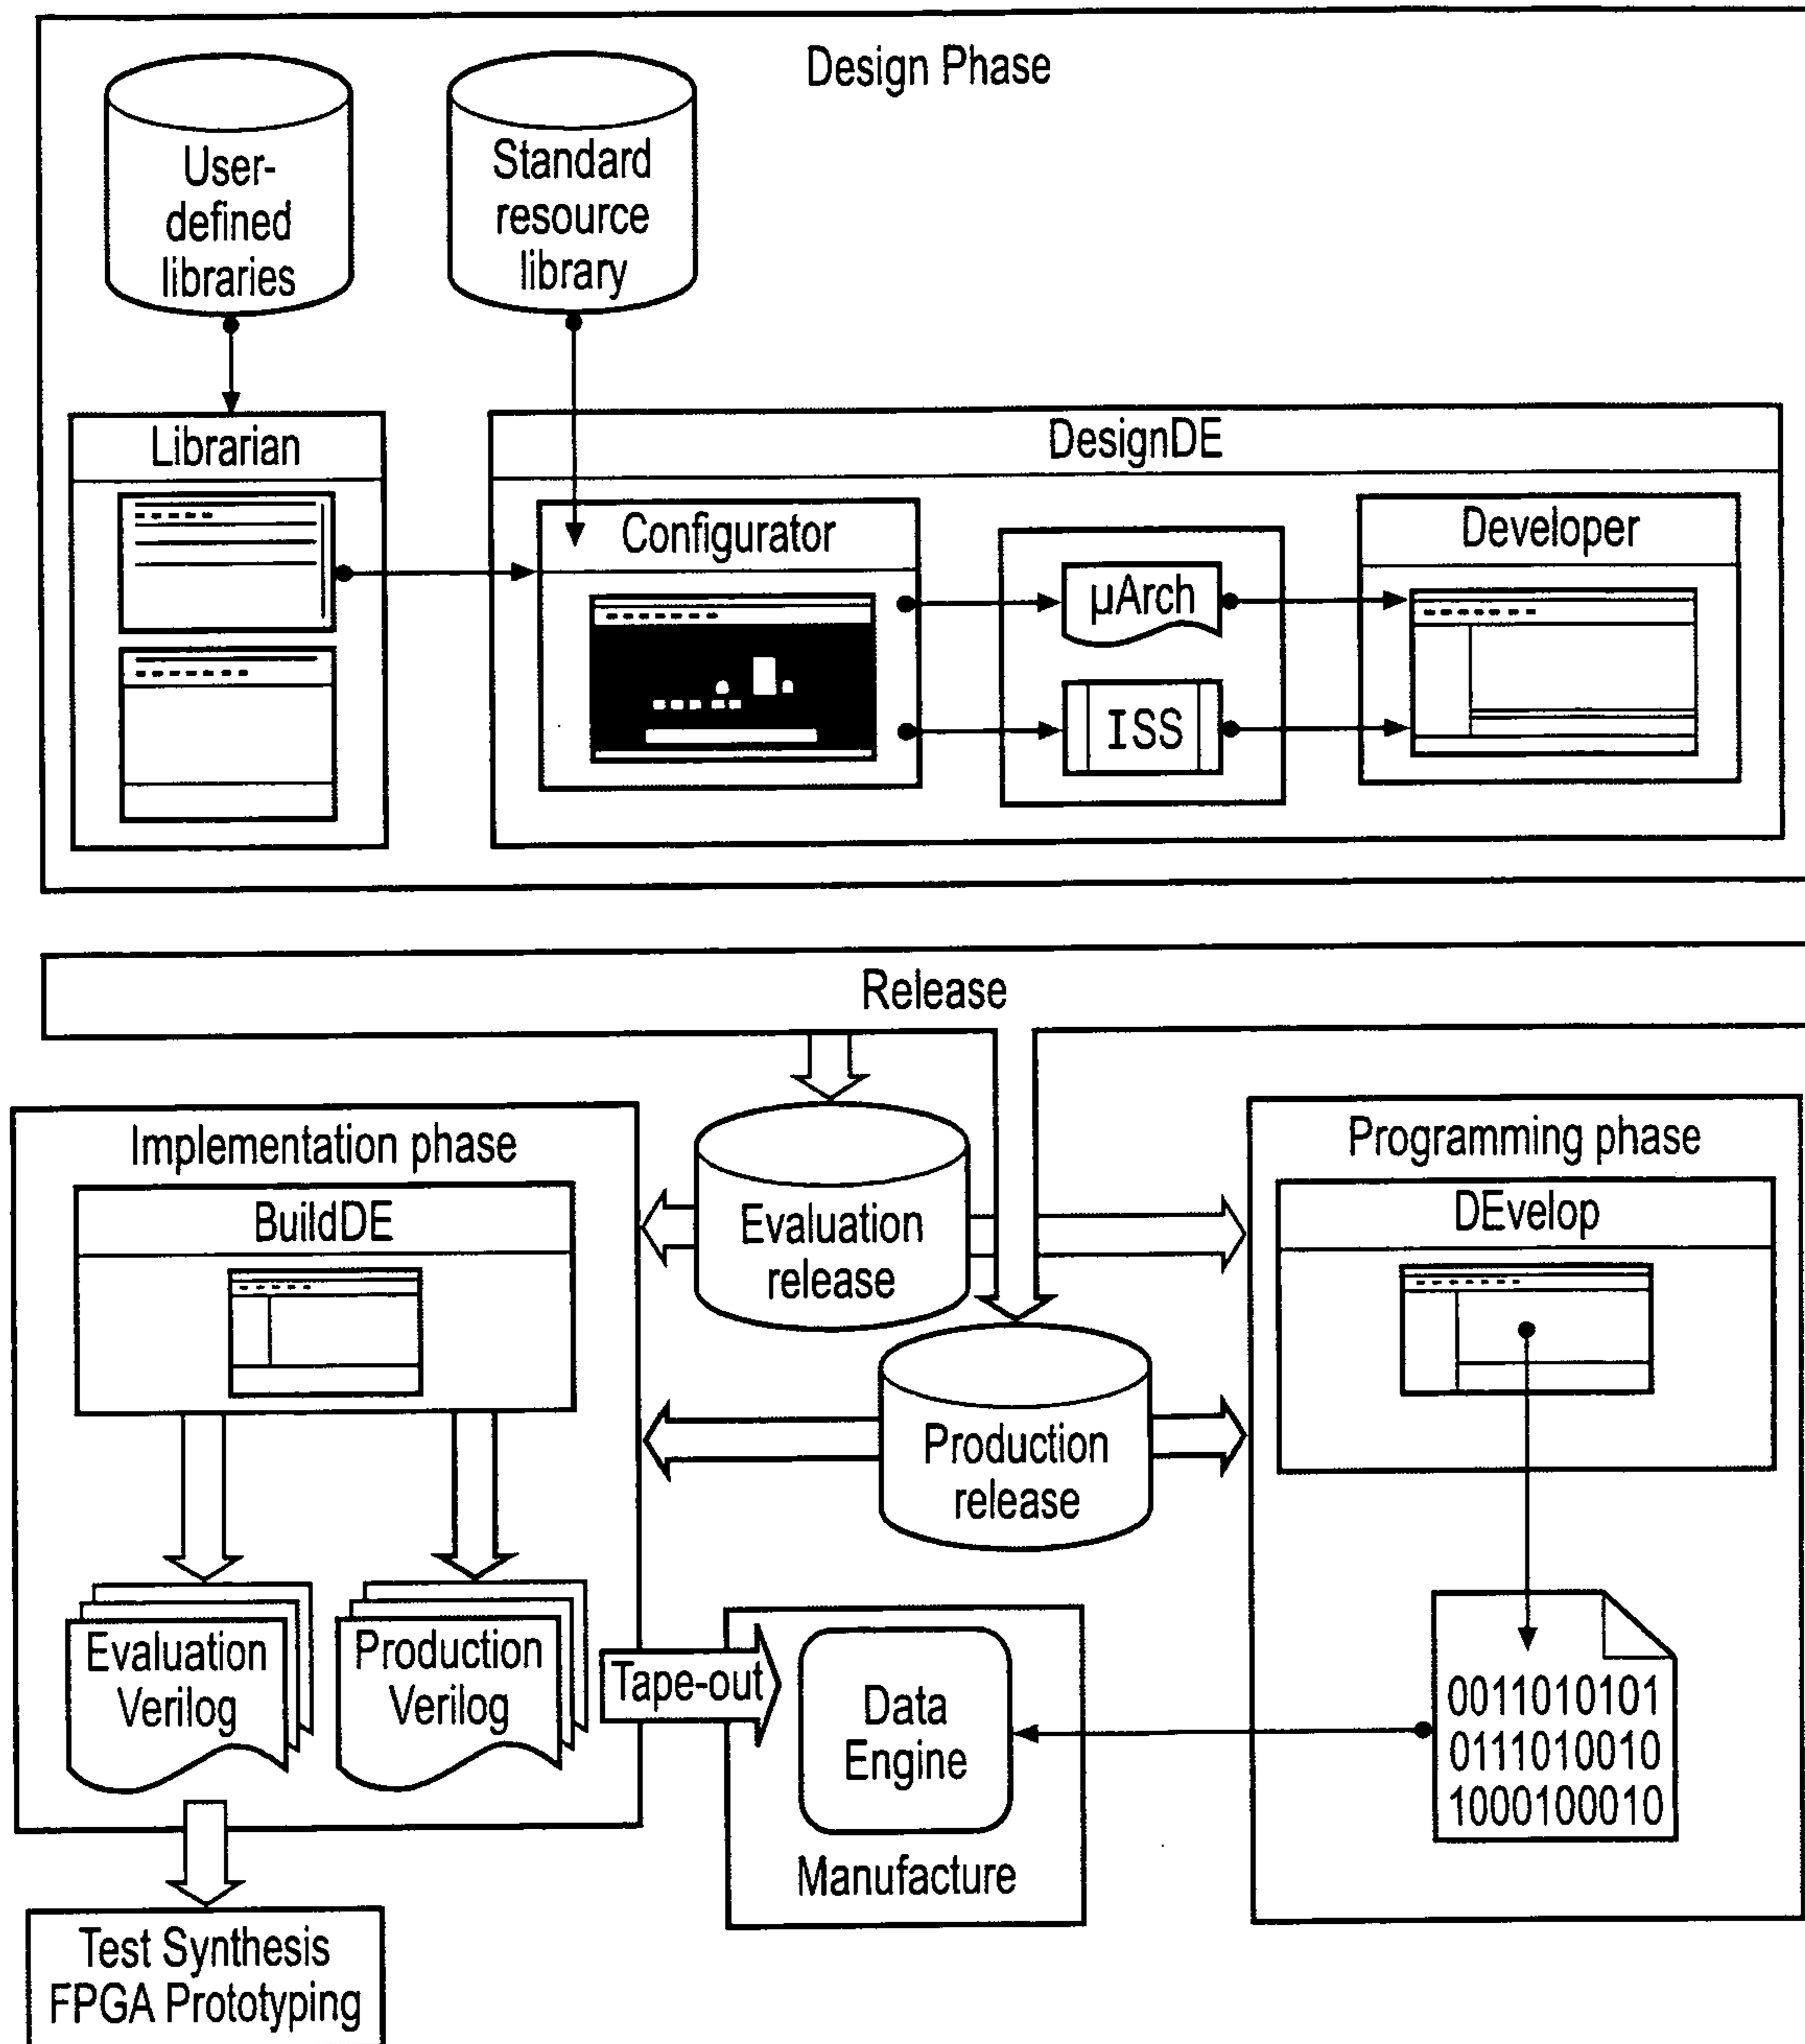 Design Phase
User-
defined
libraries
Standard
resource
library
Librarian
DesignDE
Configurator
µArch
ISS
Developer
Release
Implementation phase
BuildDE
Evaluation
release
Production
release
Programming phase
DEvelop
Evaluation
Verilog
Production
Verilog
Tape-out
Data
Engine
Manufacture
0011010101
0111010010
1000100010
Test Synthesis
FPGA Prototyping